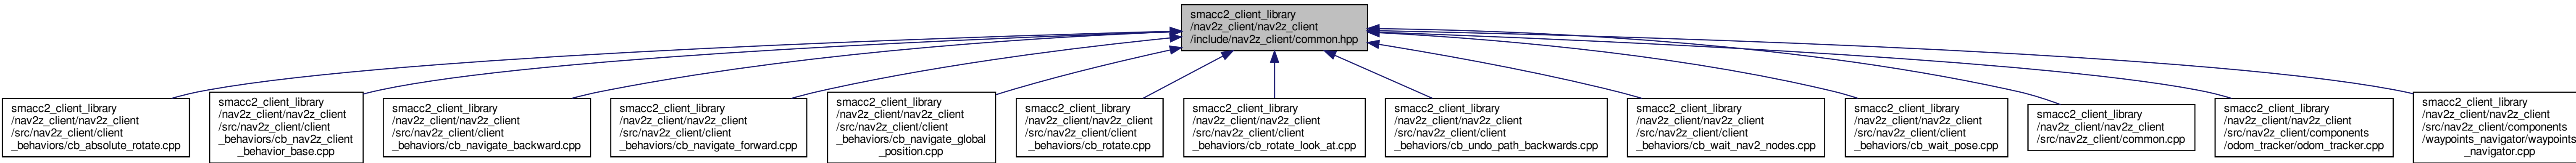 smacc2_client_library
/nav2z_client/nav2z_client
/include/nav2z_client/common.hpp
smacc2_client_library
/nav2z_client/nav2z_client
/src/nav2z_client/client
_behaviors/cb_absolute_rotate.cpp
smacc2_client_library
/nav2z_client/nav2z_client
/src/nav2z_client/client
_behaviors/cb_nav2z_client
_behavior_base.cpp
smacc2_client_library
/nav2z_client/nav2z_client
/src/nav2z_client/client
_behaviors/cb_navigate_backward.cpp
smacc2_client_library
/nav2z_client/nav2z_client
/src/nav2z_client/client
_behaviors/cb_navigate_forward.cpp
smacc2_client_library
/nav2z_client/nav2z_client
/src/nav2z_client/client
_behaviors/cb_navigate_global
_position.cpp
smacc2_client_library
/nav2z_client/nav2z_client
/src/nav2z_client/client
_behaviors/cb_rotate.cpp
smacc2_client_library
/nav2z_client/nav2z_client
/src/nav2z_client/client
_behaviors/cb_rotate_look_at.cpp
smacc2_client_library
/nav2z_client/nav2z_client
/src/nav2z_client/client
_behaviors/cb_undo_path_backwards.cpp
smacc2_client_library
/nav2z_client/nav2z_client
/src/nav2z_client/client
_behaviors/cb_wait_nav2_nodes.cpp
smacc2_client_library
/nav2z_client/nav2z_client
/src/nav2z_client/client
_behaviors/cb_wait_pose.cpp
smacc2_client_library
/nav2z_client/nav2z_client
/src/nav2z_client/common.cpp
smacc2_client_library
/nav2z_client/nav2z_client
/src/nav2z_client/components
/odom_tracker/odom_tracker.cpp
smacc2_client_library
/nav2z_client/nav2z_client
/src/nav2z_client/components
/waypoints_navigator/waypoints
_navigator.cpp